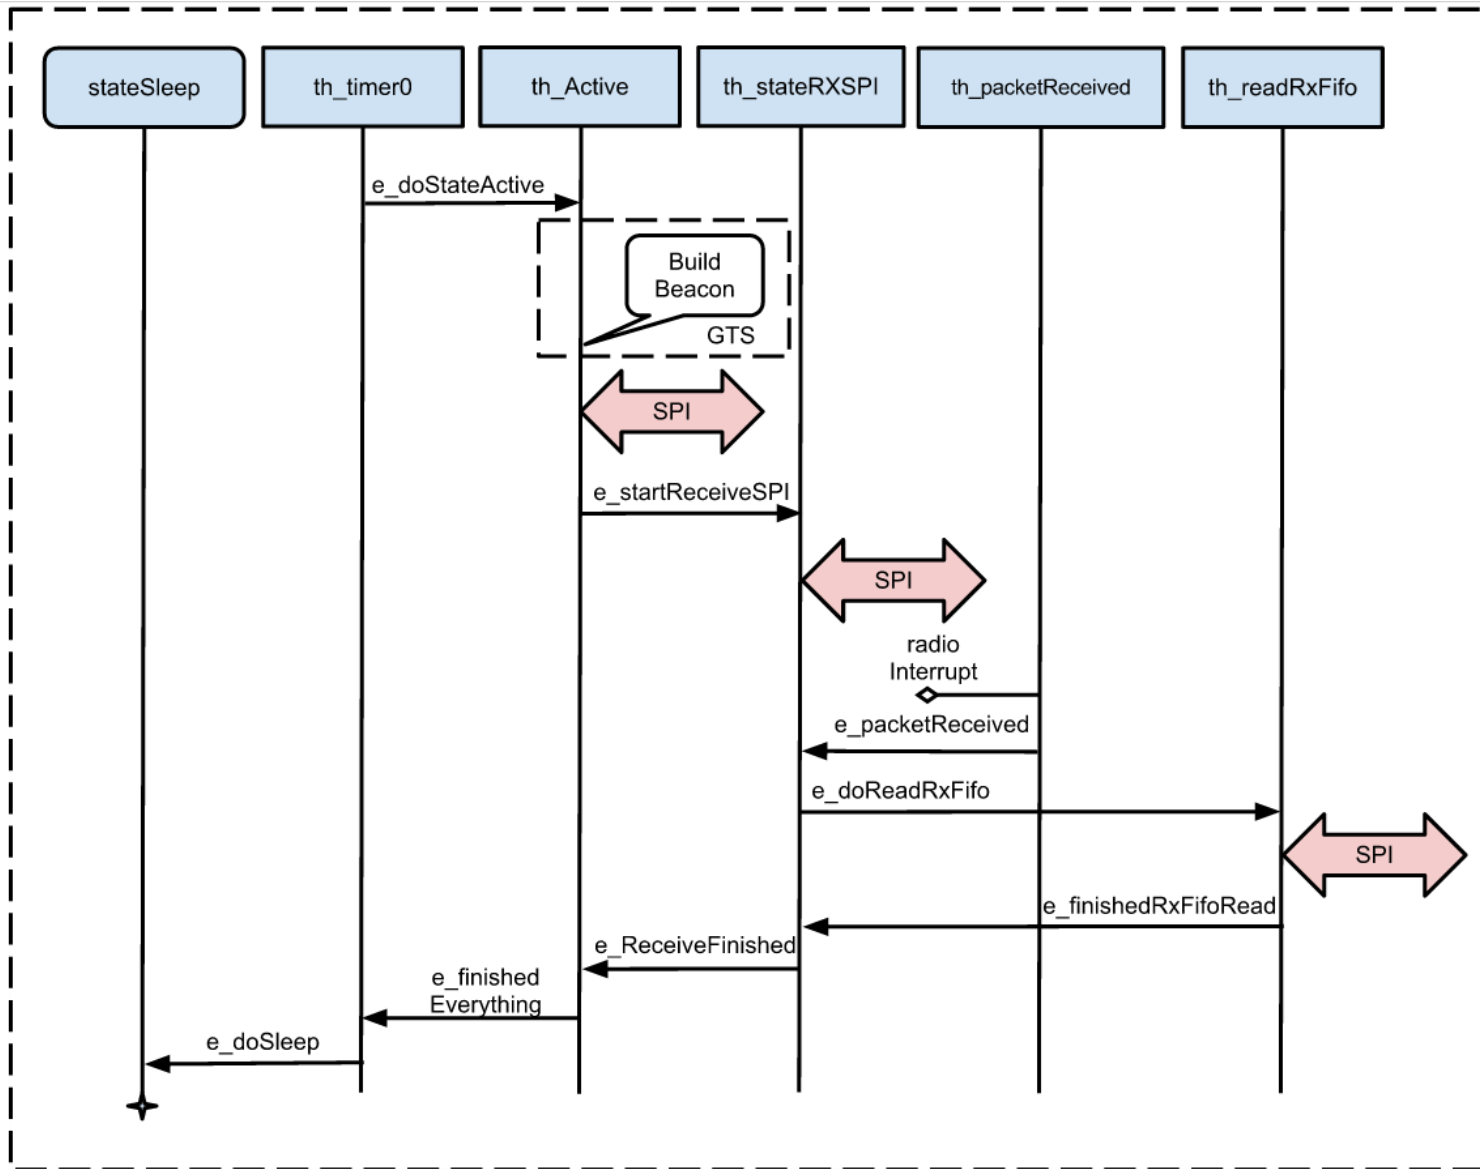 stateSleep
th_timer0
th_Active
th_stateRXSPI
th_packetReceived
th_readRxFifo
e_doStateActive
Build
Beacon
GTS
SPI
e_startReceiveSPI
SPI
radio
Interrupt
e_packetReceived
e_doReadRxFifo
SPI
e_finishedRxFifoRead
e_ReceiveFinished
e_finished
Everything
e_doSleep